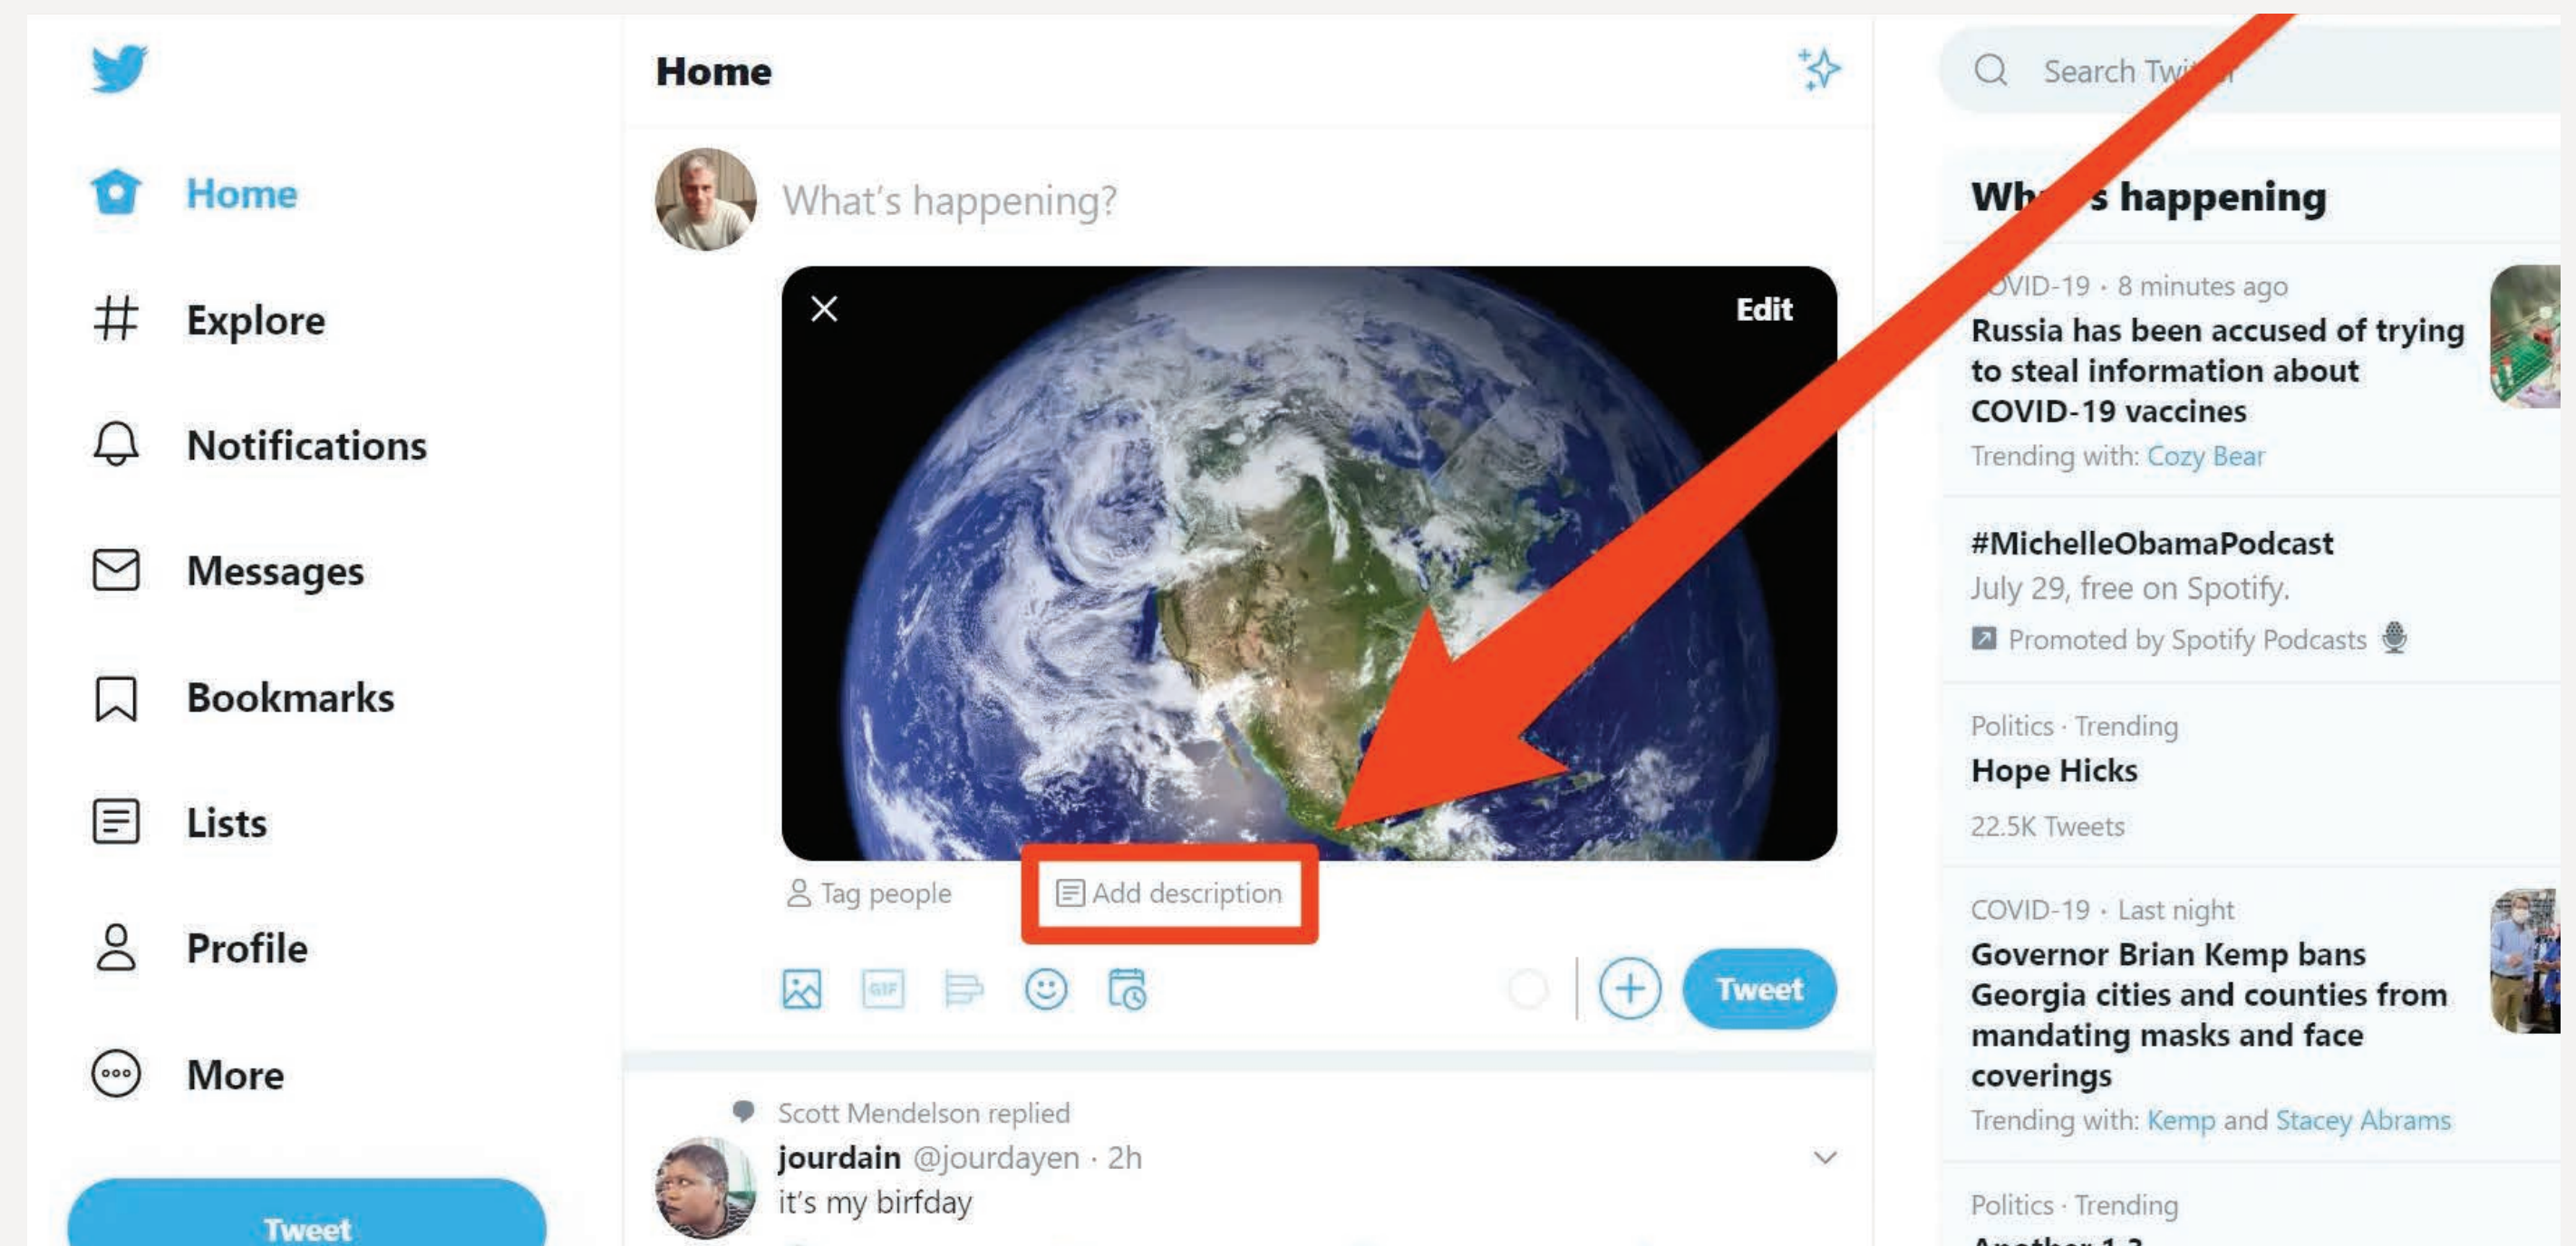 Home
Explore
Notifications
Messages
Bookmarks
Lists
Profile
More
Tweet
Home
What's happening?
Edit
Tag people
Add description
GIF
Tweet
Scott Mendelson replied
jourdain @jourdayen · 2h
it's my birfday
Search
happening
COVID-19 · 8 minutes ago
Russia has been accused of trying
to steal information about
COVID-19 vaccines
Trending with: Cozy Bear
#MichelleObamaPodcast
July 29, free on Spotify.
Promoted by Spotify Podcasts
Politics · Trending
Hope Hicks
22.5K Tweets
COVID-19 · Last night
Governor Brian Kemp bans
Georgia cities and counties from
mandating masks and face
coverings
Trending with: Kemp and Stacey Abrams
Politics · Trending